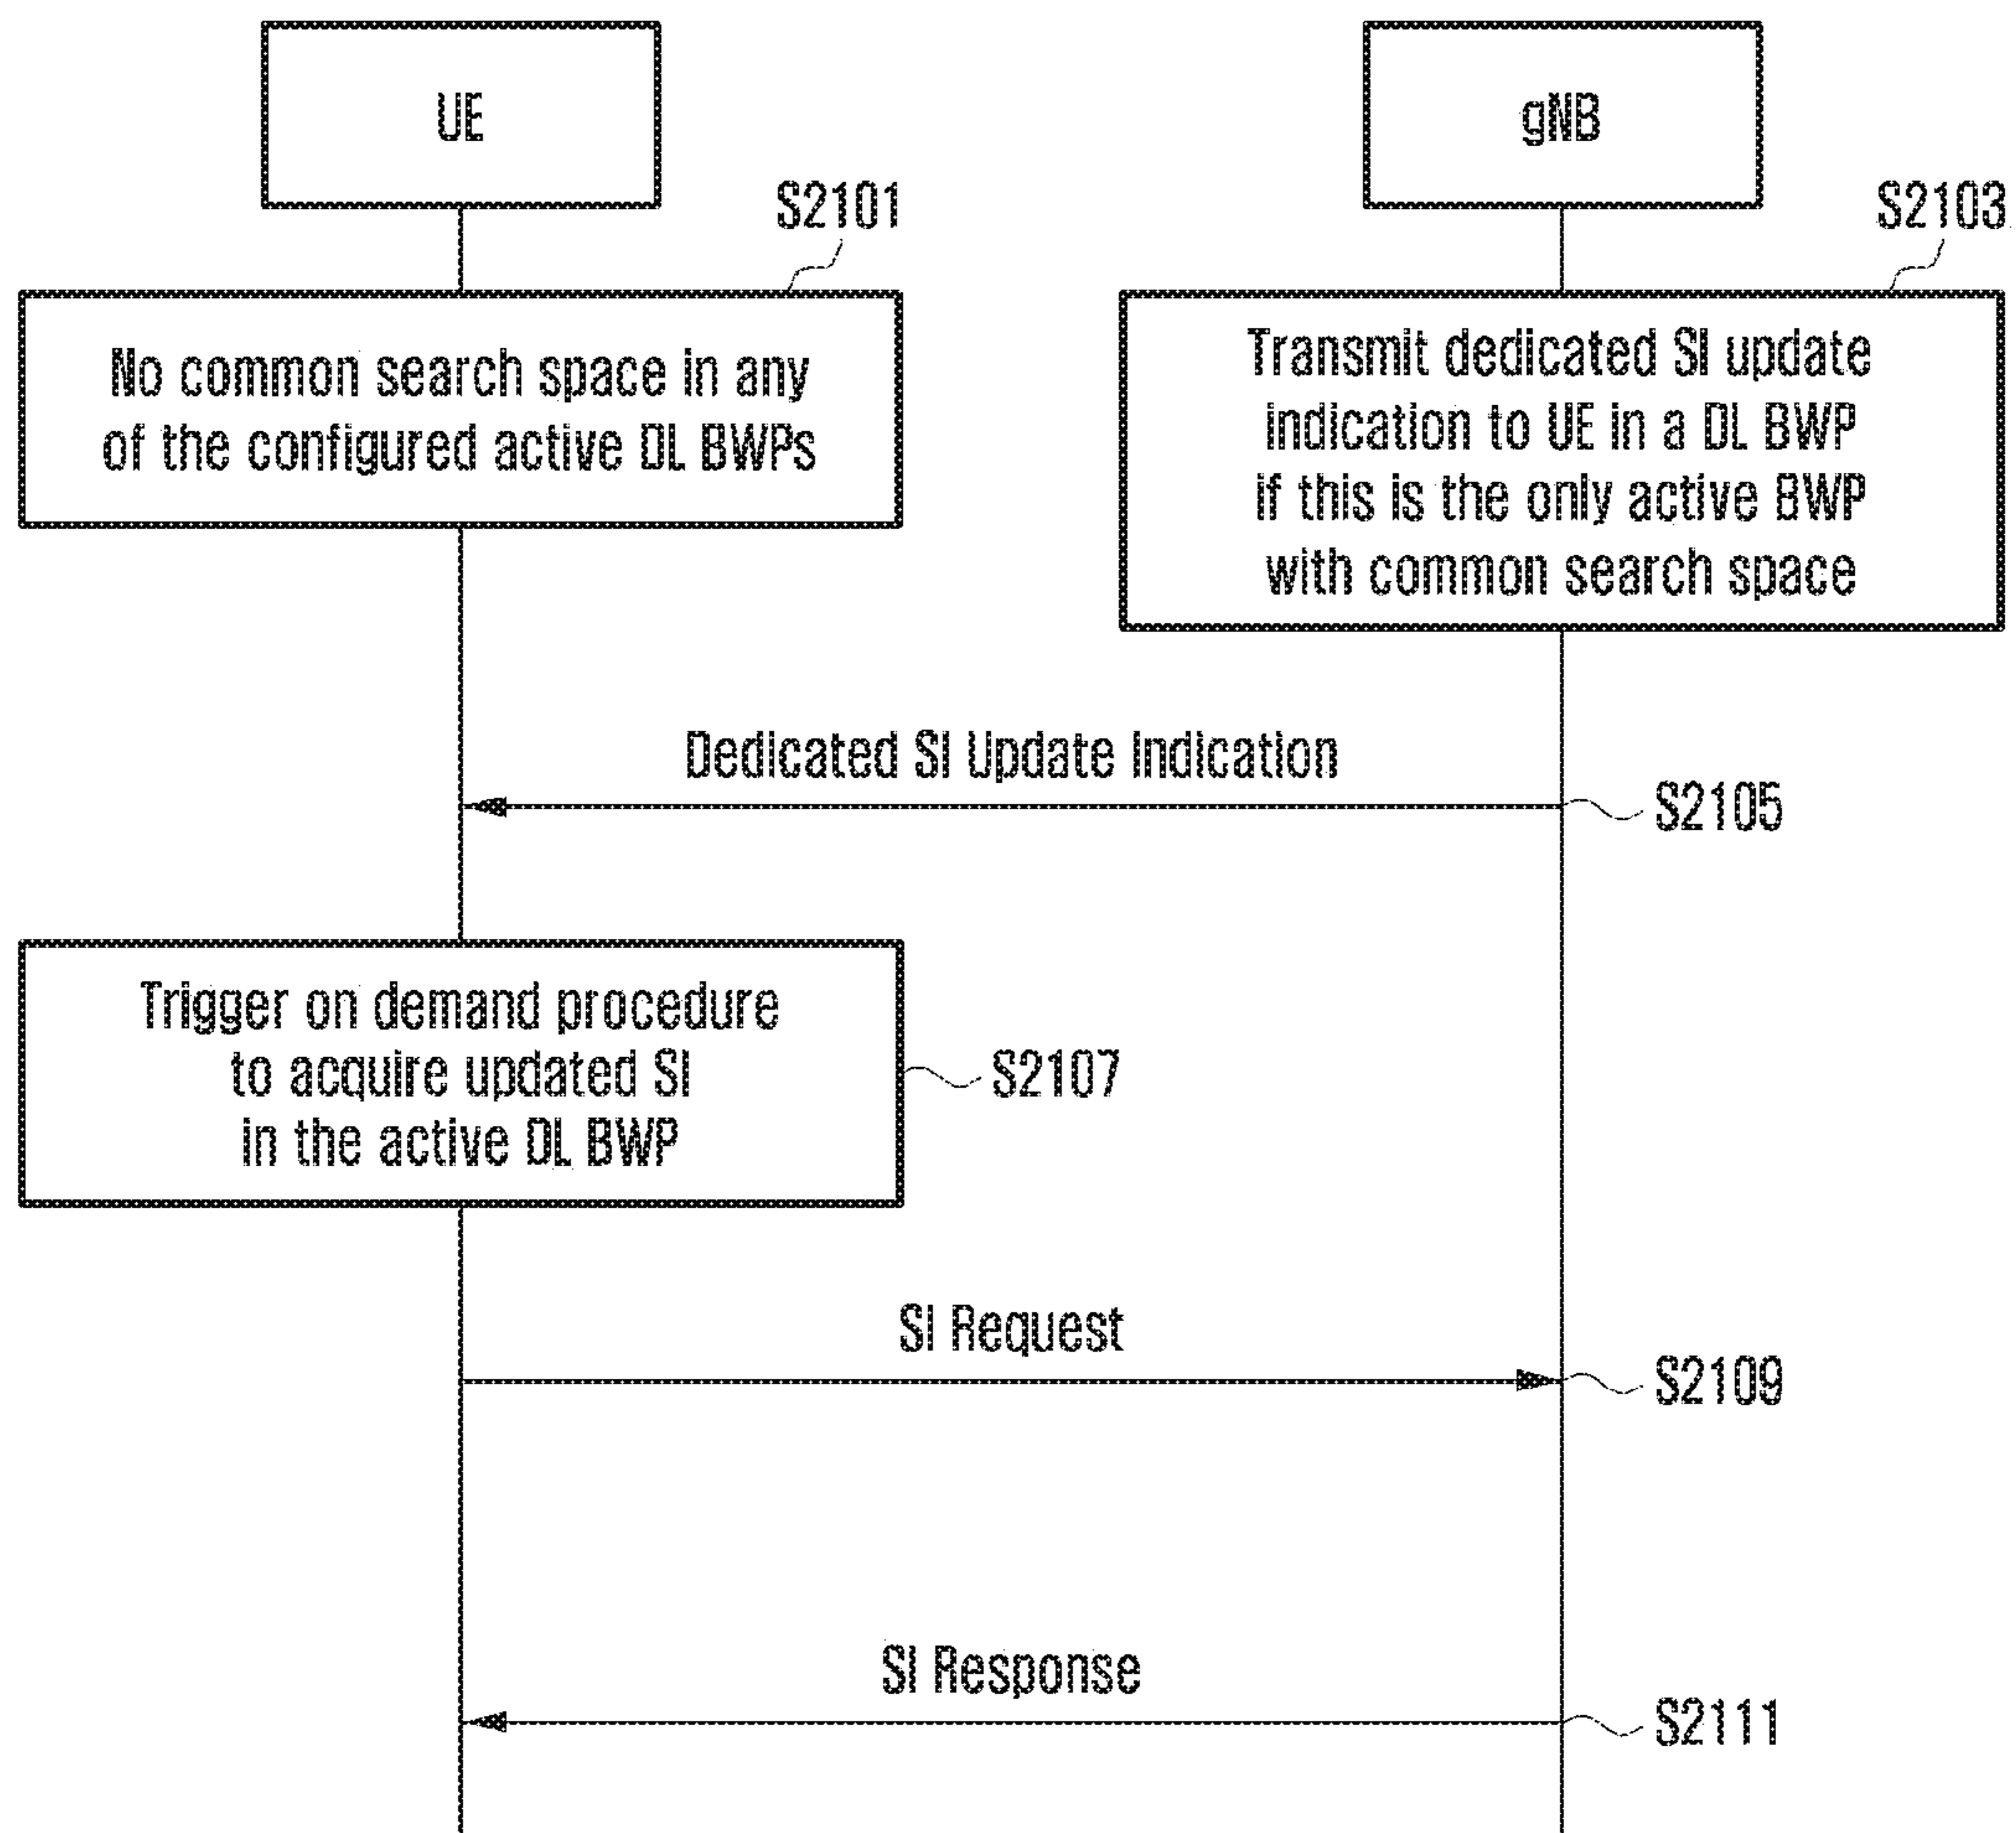 UE
gNB
S2101
S2103
No common search space in any
of the configured active DL BWPs
Transmit dedicated SI update
indication to UE in a DL BWP
if this is the only active BWP
with common search space
Dedicated SI Update Indication
S2105
Trigger on demand procedure
to acquire updated SI
in the active DL BWP
S2107
SI Request
S2109
SI Response
S2111